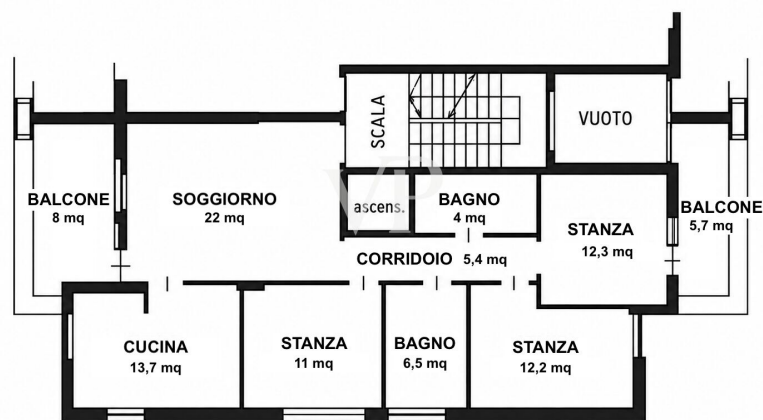 SCALA
VUOTO
BALCONE
8 mq
SOGGIORNO
22 mq
ascens.
BAGNO
4 mq
STANZA
12,3 mq
BALCONE
5,7 mq
CORRIDOIO 5,4 mq
CUCINA
13,7 mq
STANZA
11 mq
BAGNO
6,5 mq
STANZA
12,2 mq
VP